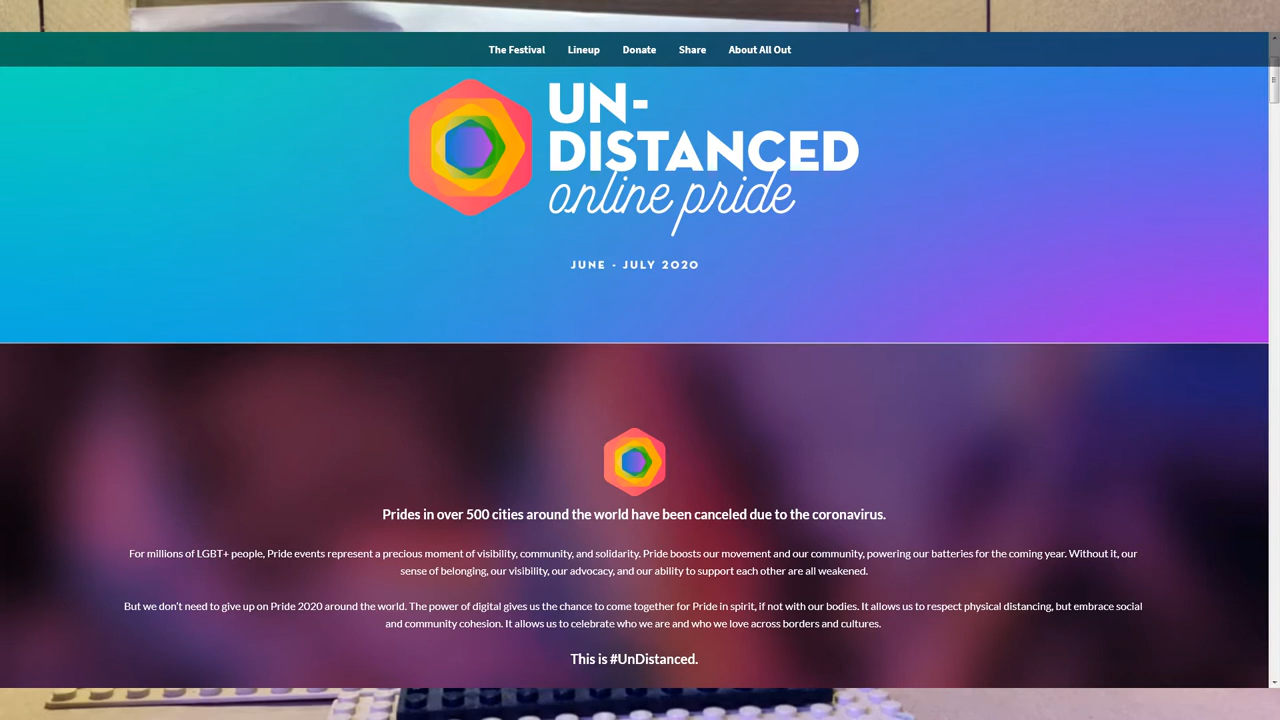 The Festival Lineup Donate Share About All Out
UN-
DISTANCED
online pride
JUNE - JULY 2020
Prides in over 500 cities around the world have been canceled due to the coronavirus.
For millions of LGBT+ people, Pride events represent a precious moment of visibility, community, and solidarity. Pride boosts our movement and our community, powering our batteries for the coming year. Without it, our
sense of belonging, our visibility, our advocacy, and our ability to support each other are all weakened.
But we don't need to give up on Pride 2020 around the world. The power of digital gives us the chance to come together for Pride in spirit, if not with our bodies. It allows us to respect physical distancing, but embrace social
and community cohesion. It allows us to celebrate who we are and who we love across borders and cultures.
This is #UnDistanced.